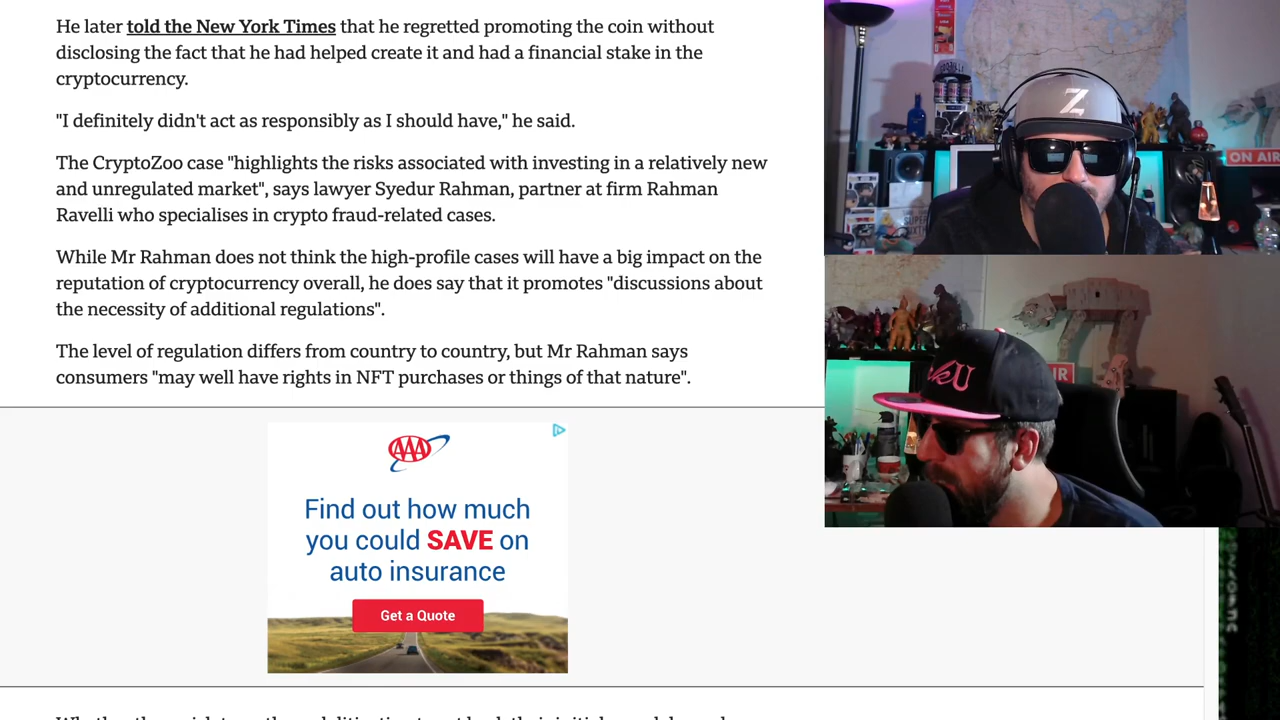 He later told the New York Times that he regretted promoting the coin without
disclosing the fact that he had helped create it and had a financial stake in the
cryptocurrency.
"I definitely didn't act as responsibly as I should have," he said.
The CryptoZoo case "highlights the risks associated with investing in a relatively new
and unregulated market", says lawyer Syedur Rahman, partner at firm Rahman
Ravelli who specialises in crypto fraud-related cases.
While Mr Rahman does not think the high-profile cases will have a big impact on the
reputation of cryptocurrency overall, he does say that it promotes "discussions about
the necessity of additional regulations".
The level of regulation differs from country to country, but Mr Rahman says
consumers "may well have rights in NFT purchases or things of that nature".
AAA
Find out how much
you could SAVE on
auto insurance
Get a Quote
Z
ON AIR